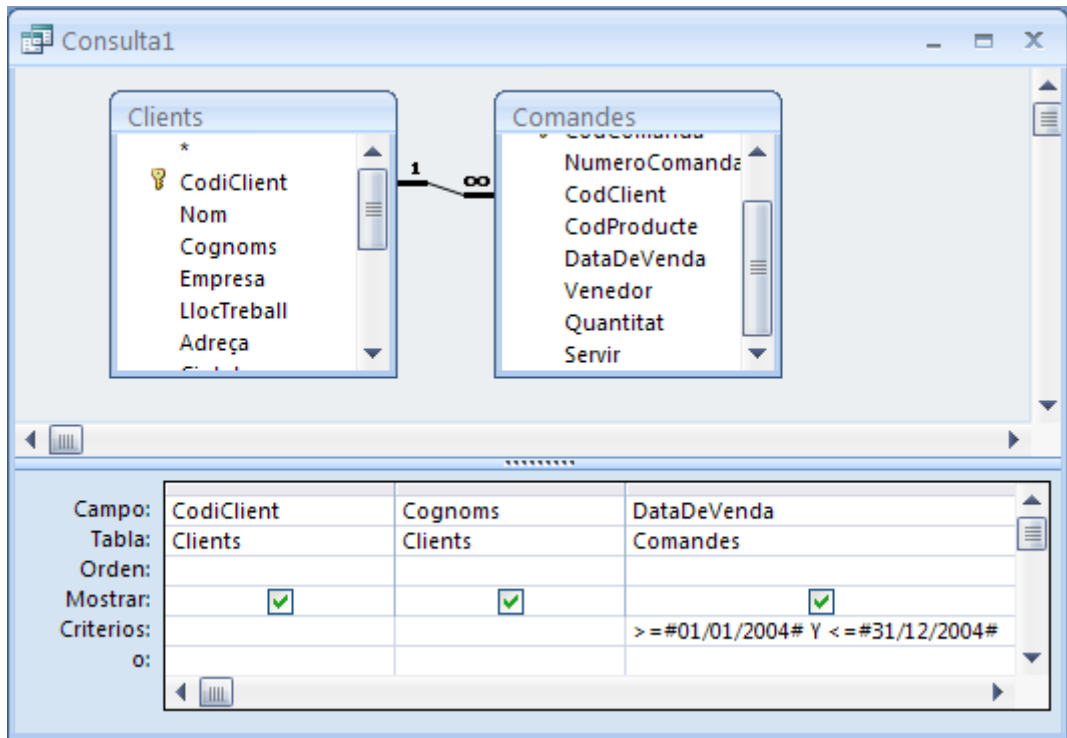 Consulta1
Clients
*
CodiClient
Nom
Cognoms
Empresa
LlocTreball
Adreça
1
∞
Comandes
CodComanda
NumeroComanda
CodClient
CodProducte
DataDeVenda
Venedor
Quantitat
Servir
Campo: CodiClient Cognoms DataDeVenda
Tabla: Clients Clients Comandes
Orden:
Mostrar:
Criterios: >=#01/01/2004# Y <=#31/12/2004#
o: